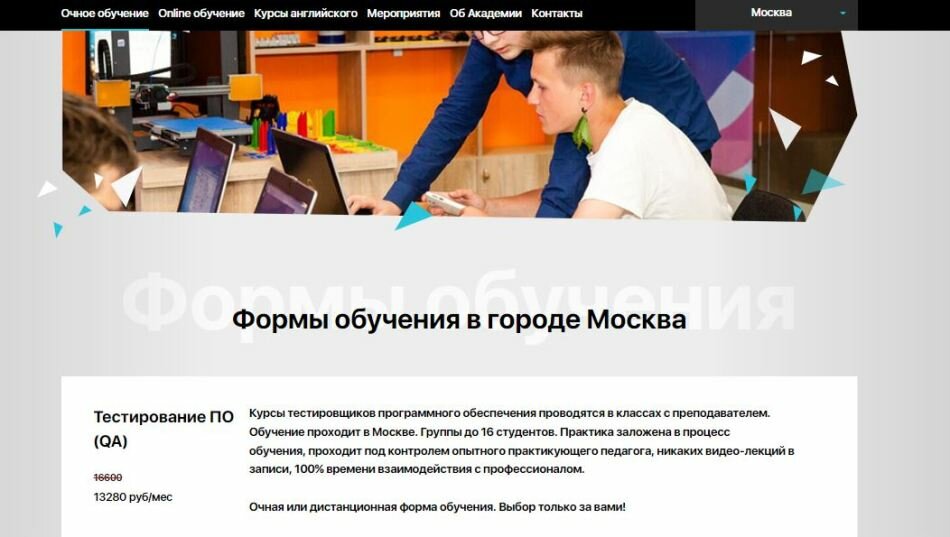 Очное обучение Online обучение Курсы английского Мероприятия Об Академии Контакты Москва
Формы обучения
Формы обучения в городе Москва
Тестирование ПО
(QA)
16600
13280 руб/мес
Курсы тестировщиков программного обеспечения проводятся в классах с преподавателем.
Обучение проходит в Москве. Группы до 16 студентов. Практика заложена в процесс
обучения, проходит под контролем опытного практикующего педагога, никаких видео-лекций в
записи, 100% времени взаимодействия с профессионалом.
Очная или дистанционная форма обучения. Выбор только за вами!